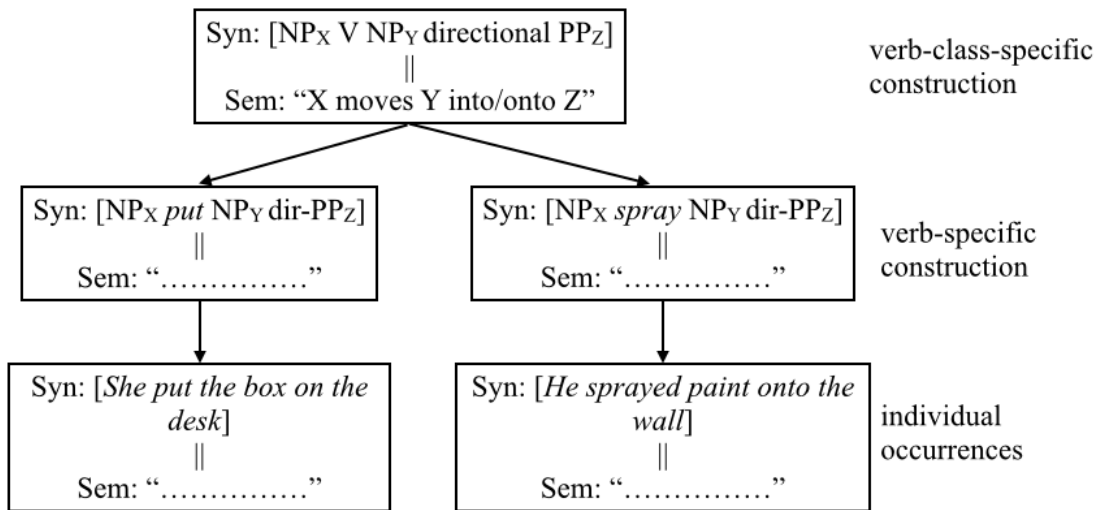 Syn: [NPX V NPY directional PPZ]
||
Sem: “X moves Y into/onto Z”
verb-class-specific
construction
Syn: [NPX put NPY dir-PPZ]
||
Sem: “……………”
Syn: [NPX spray NPY dir-PPZ]
||
Sem: “……………”
verb-specific
construction
Syn: [She put the box on the
desk]
||
Sem: “……………”
Syn: [He sprayed paint onto the
wall]
||
Sem: “……………”
individual
occurrences